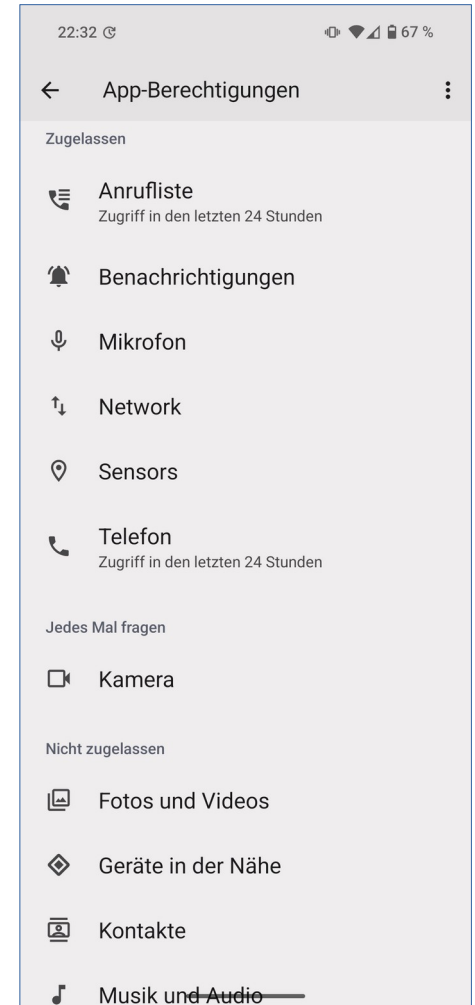 22:32
67 %
App-Berechtigungen
Zugelassen
Anrufliste
Zugriff in den letzten 24 Stunden
Benachrichtigungen
Mikrofon
Network
Sensors
Telefon
Zugriff in den letzten 24 Stunden
Jedes Mal fragen
Kamera
Nicht zugelassen
Fotos und Videos
Geräte in der Nähe
Kontakte
Musik und Audio